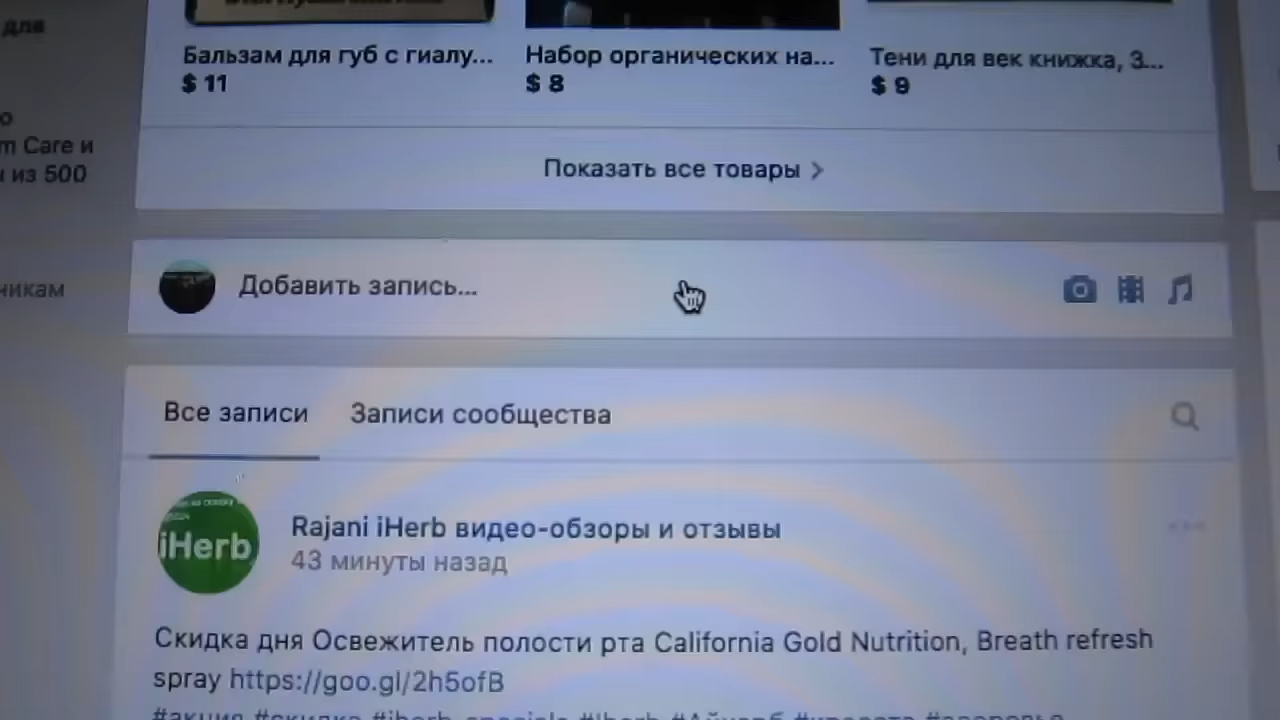 для
Бальзам для губ с гиалу...
$ 11
Набор органических на...
$ 8
Тени для век книжка, 3...
$ 9
m Care и
из 500
Показать все товары
никам
Добавить запись...
Все записи Записи сообщества
iHerb
Rajani iHerb видео-обзоры и отзывы
43 минуты назад
Скидка дня Освежитель полости рта California Gold Nutrition, Breath refresh
spray https://goo.gl/2h5ofB